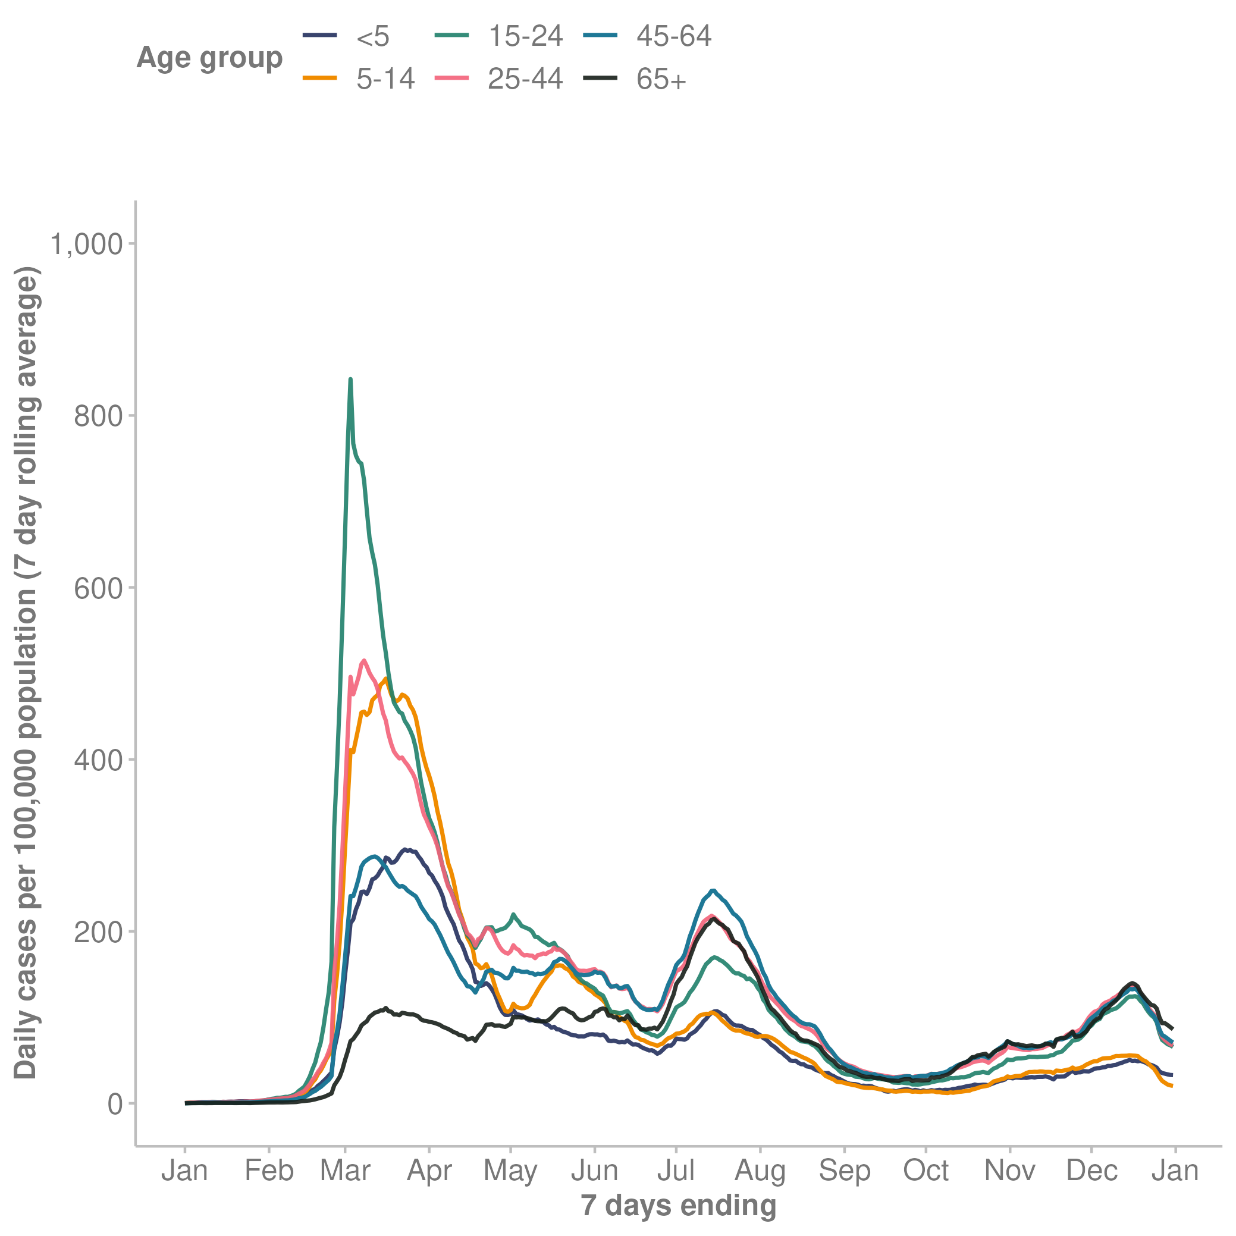 Age group
<5 15-24 45-64
5-14 25-44 65+
Daily cases per 100,000 population (7 day rolling average)
1,000
800
600
400
200
0
Jan Feb Mar Apr May Jun Jul Aug Sep Oct Nov Dec Jan
7 days ending